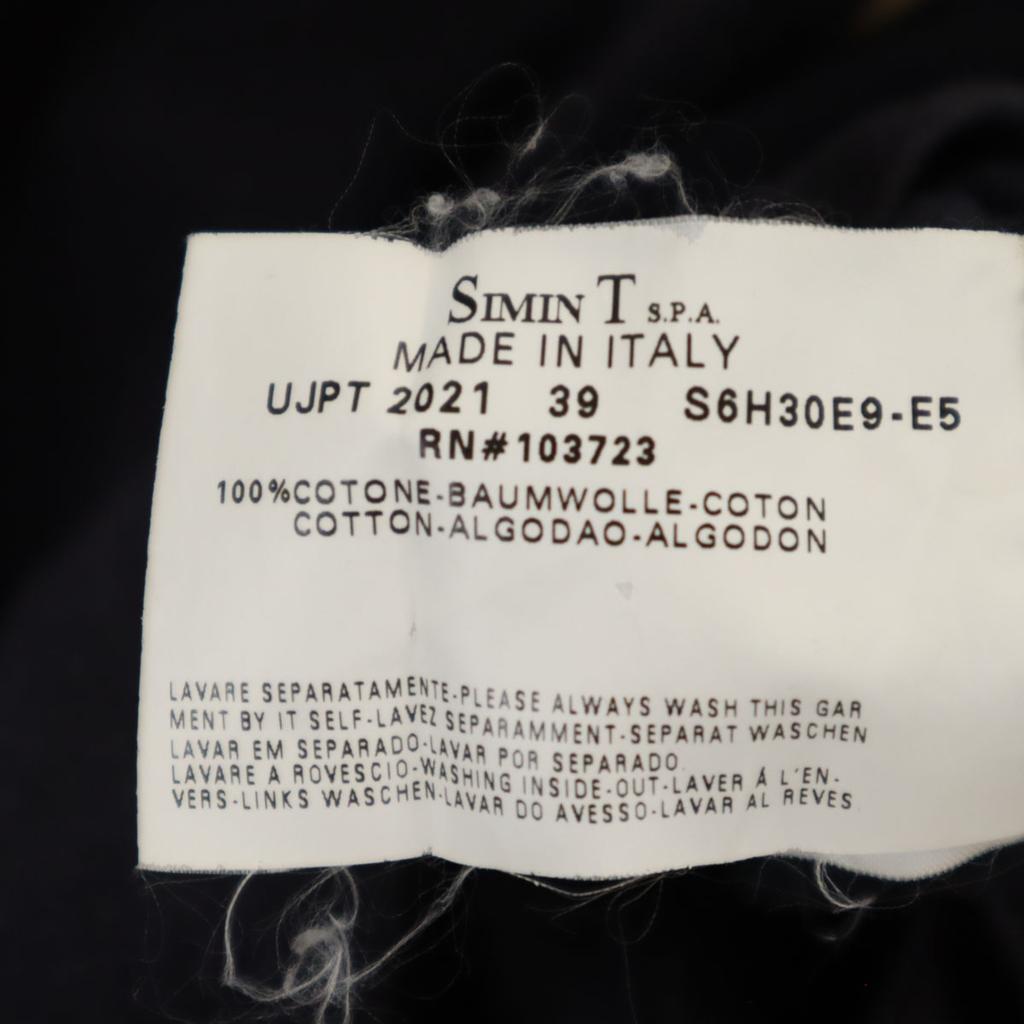 SIMIN T S.P.A.
MADE IN ITALY
UJPT 2021 39 S6H30E9-E5
RN#103723
100%COTONE-BAUMWOLLE-COTON
COTTON-ALGODAO-ALGODON
LAVARE SEPARATAMENTE-PLEASE ALWAYS WASH THIS GAR
MENT BY IT SELF-LAVEZ SEPARAMMENT-SEPARAT WASCHEN
LAVAR EM SEPARADO-LAVAR POR SEPARADO.
LAVARE A ROVESCIO-WASHING INSIDE-OUT-LAVER Á L'EN-
VERS-LINKS WASCHEN-LAVAR DO AVESSO-LAVAR AL REVES